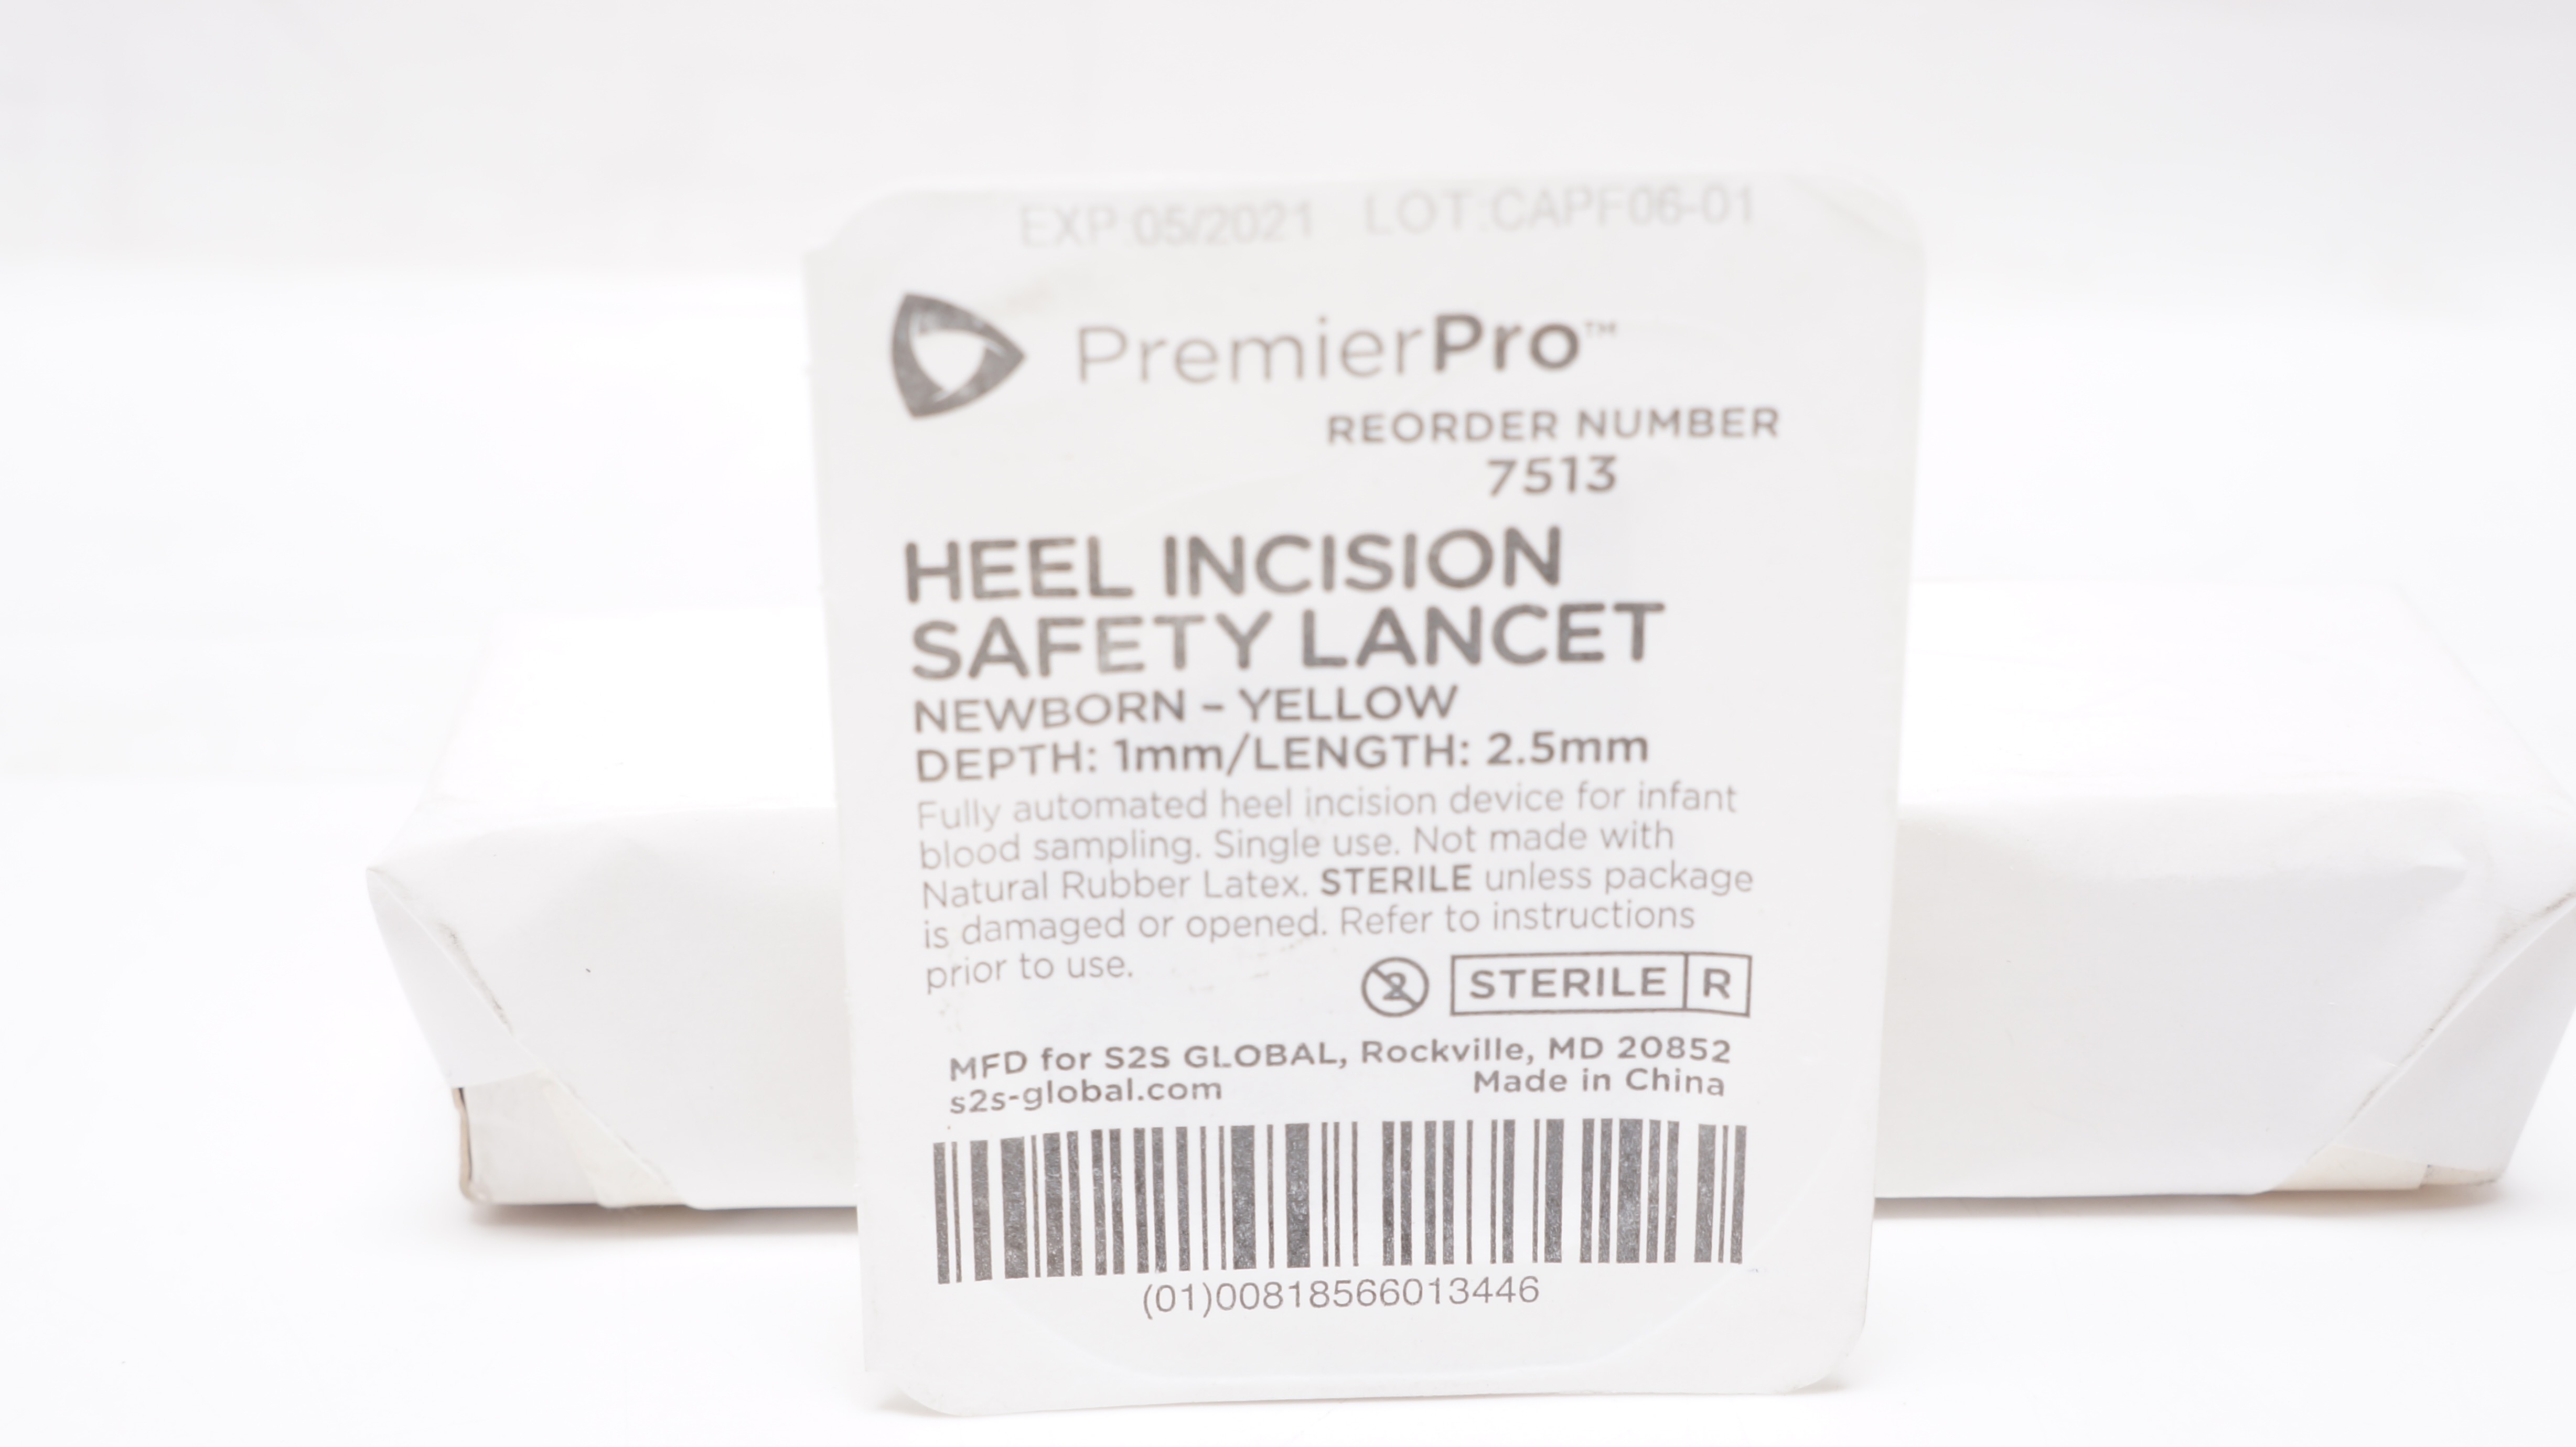 EXP:05/2021 LOT:CAPF06-01
PremierPro™
REORDER NUMBER
7513
HEEL INCISION
SAFETY LANCET
NEWBORN – YELLOW
DEPTH: 1mm/LENGTH: 2.5mm
Fully automated heel incision device for infant
blood sampling. Single use. Not made with
Natural Rubber Latex. STERILE unless package
is damaged or opened. Refer to instructions
prior to use.
2 STERILE R
MFD for S2S GLOBAL, Rockville, MD 20852
s2s-global.com Made in China
(01)00818566013446